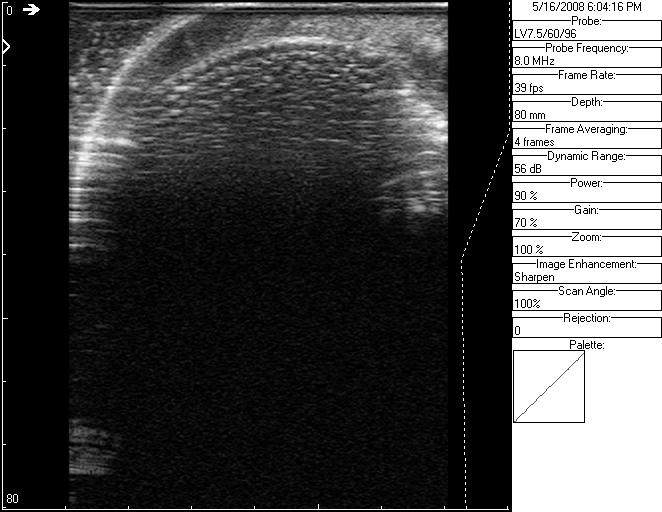 0
80
5/16/2008 6:04:16 PM
Probe:
LV7.5/60/96
Probe Frequency:
8.0 MHz
Frame Rate:
39 fps
Depth:
80 mm
Frame Averaging:
4 frames
Dynamic Range:
56 dB
Power:
90 %
Gain:
70 %
Zoom:
100 %
Image Enhancement:
Sharpen
Scan Angle:
100%
Rejection:
0
Palette: